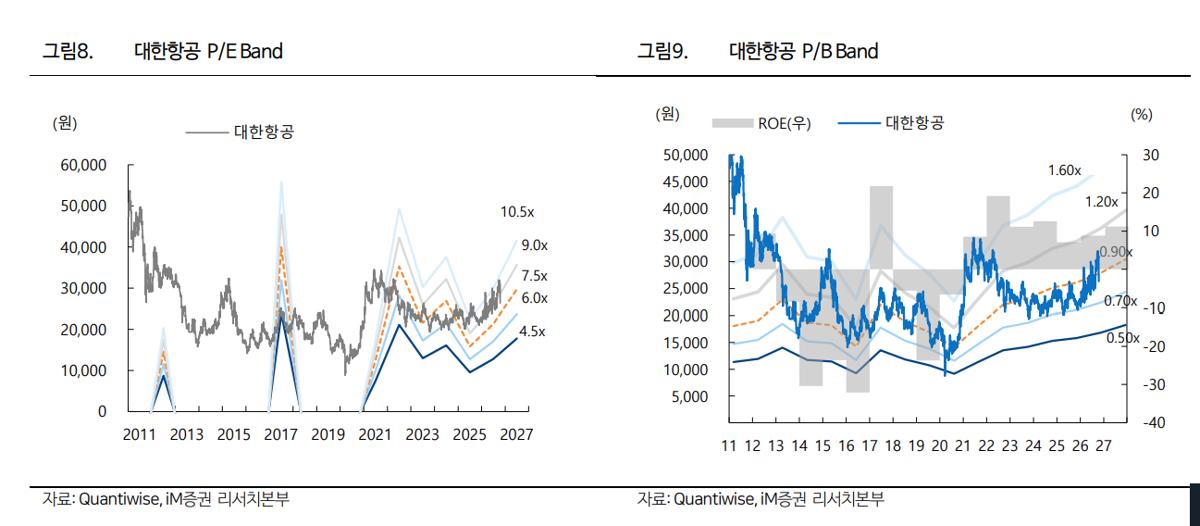 그림8. 대한항공 P/E Band
(원)
대한항공
60,000
50,000
40,000
30,000
20,000
10,000
0
10.5x
9.0x
7.5x
6.0x
4.5x
2011 2013 2015 2017 2019 2021 2023 2025 2027
자료: Quantiwise, iM증권 리서치본부
그림9. 대한항공 P/B Band
(원)
ROE(우) 대한항공
(%)
50,000
45,000
40,000
35,000
30,000
25,000
20,000
15,000
10,000
5,000
1.60x
1.20x
0.90x
0.70x
0.50x
30
20
10
-10
-20
-30
-40
11 12 13 14 15 16 17 18 19 20 21 22 23 24 25 26 27
자료: Quantiwise, iM증권 리서치본부